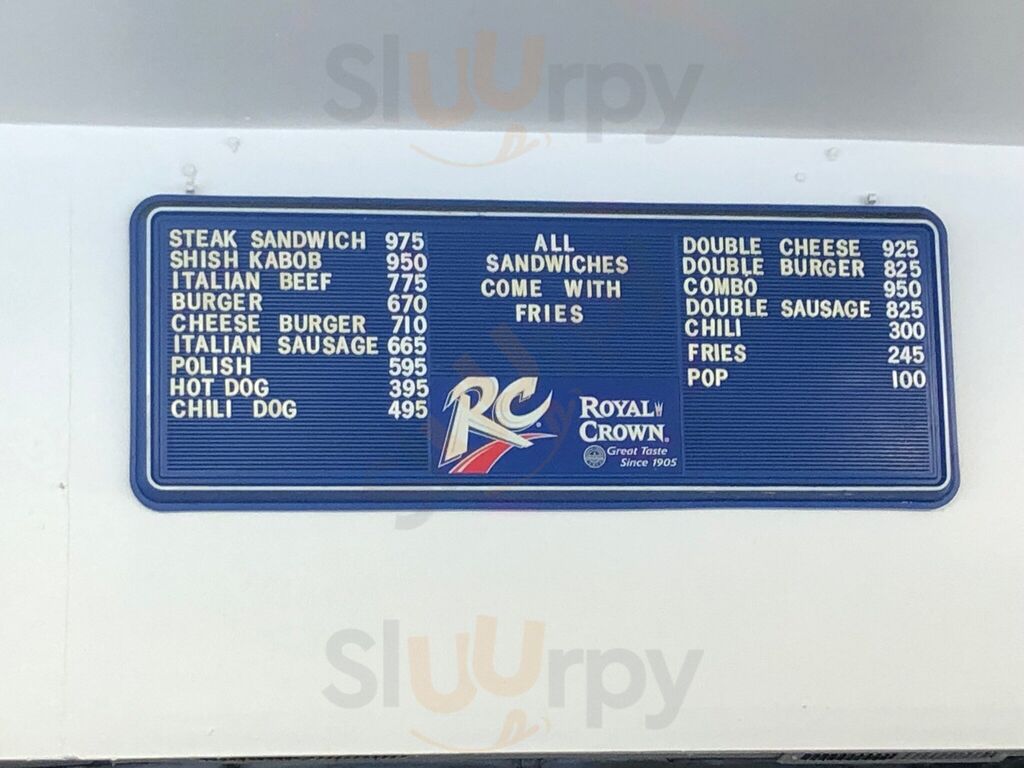 Sluurpy
STEAK SANDWICH 975
SHISH KABOB 950
ITALIAN BEEF 775
BURGER 670
CHEESE BURGER 710
ITALIAN SAUSAGE 665
POLISH 595
HOT DOG 395
CHILI DOG 495
ALL
SANDWICHES
COME WITH
FRIES
RC
ROYAL
CROWN
Great Taste
Since 1905
DOUBLE CHEESE 925
DOUBLE BURGER 825
COMBO 950
DOUBLE SAUSAGE 825
CHILI 300
FRIES 245
POP 100
Sluurpy